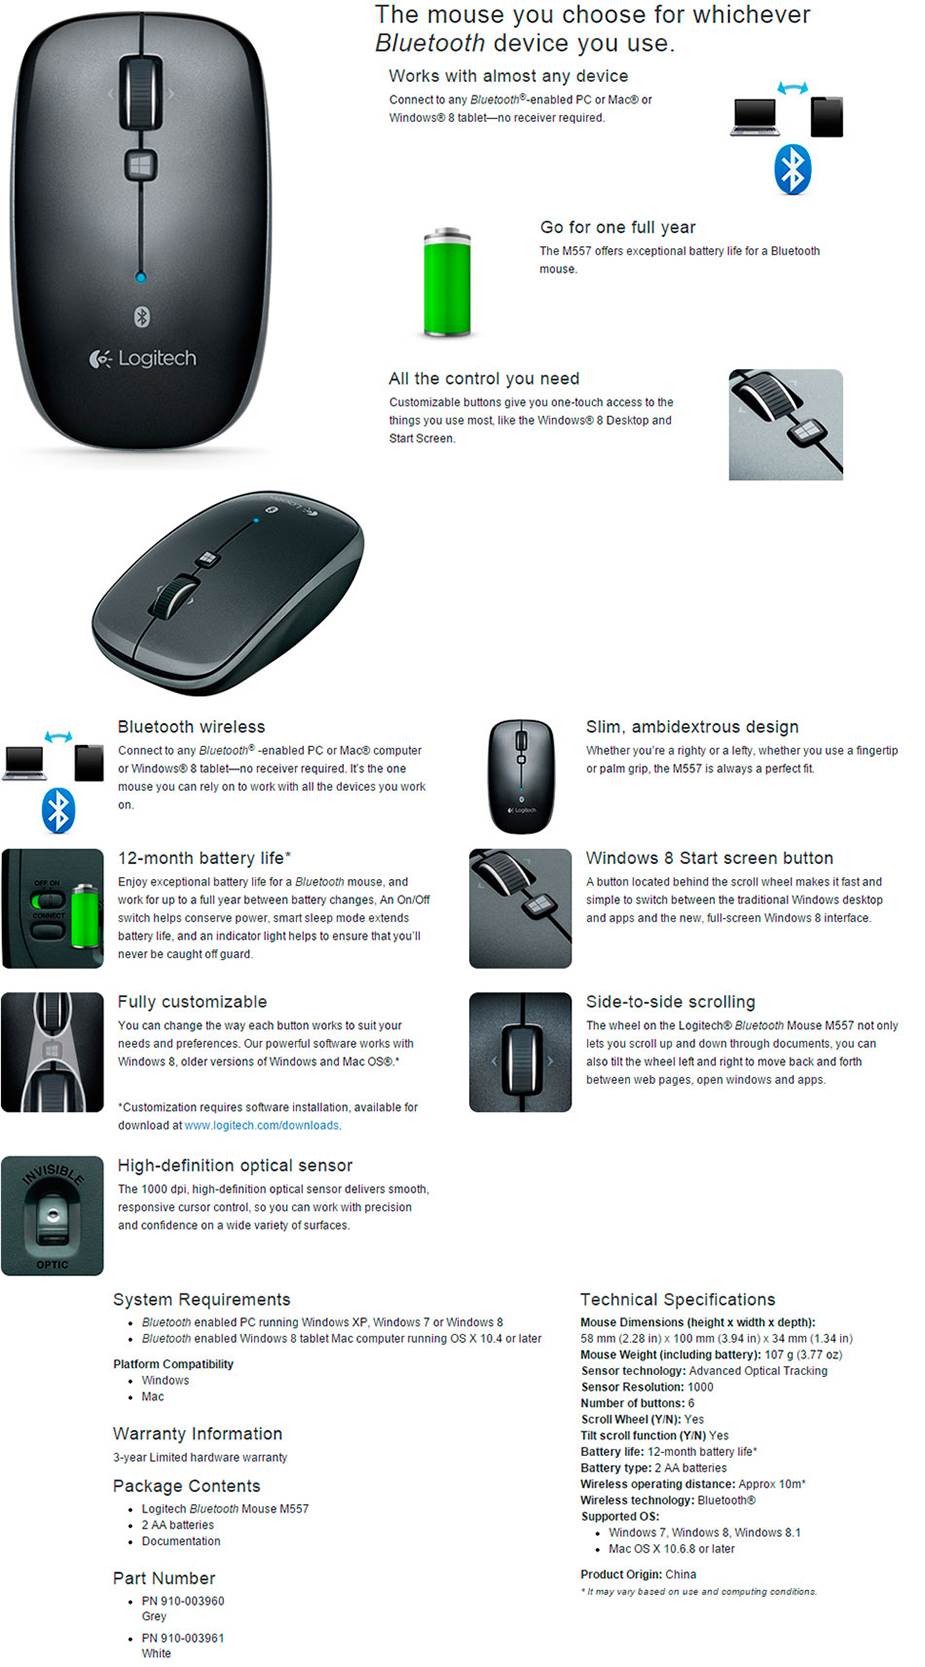 The mouse you choose for whichever
Bluetooth device you use.
Works with almost any device
Connect to any Bluetooth®-enabled PC or Mac® or
Windows® 8 tablet—no receiver required.
Logitech
Go for one full year
The M557 offers exceptional battery life for a Bluetooth
mouse.
All the control you need
Customizable buttons give you one-touch access to the
things you use most, like the Windows® 8 Desktop and
Start Screen.
Logitech
Bluetooth wireless
Connect to any Bluetooth® -enabled PC or Mac® computer
or Windows® 8 tablet—no receiver required. It's the one
mouse you can rely on to work with all the devices you work
on.
Slim, ambidextrous design
Whether you're a righty or a lefty, whether you use a fingertip
or palm grip, the M557 is always a perfect fit.
Logitech
12-month battery life*
Enjoy exceptional battery life for a Bluetooth mouse, and
work for up to a full year between battery changes, An On/Off
switch helps conserve power, smart sleep mode extends
battery life, and an indicator light helps to ensure that you'll
never be caught off guard.
OFF ON
CONNECT
Windows 8 Start screen button
A button located behind the scroll wheel makes it fast and
simple to switch between the traditional Windows desktop
and apps and the new, full-screen Windows 8 interface.
Fully customizable
You can change the way each button works to suit your
needs and preferences. Our powerful software works with
Windows 8, older versions of Windows and Mac OS®.*
*Customization requires software installation, available for
download at www.logitech.com/downloads.
Side-to-side scrolling
The wheel on the Logitech® Bluetooth Mouse M557 not only
lets you scroll up and down through documents, you can
also tilt the wheel left and right to move back and forth
between web pages, open windows and apps.
High-definition optical sensor
The 1000 dpi, high-definition optical sensor delivers smooth,
responsive cursor control, so you can work with precision
and confidence on a wide variety of surfaces.
INVISIBLE
OPTIC
System Requirements
• Bluetooth enabled PC running Windows XP, Windows 7 or Windows 8
• Bluetooth enabled Windows 8 tablet Mac computer running OS X 10.4 or later
Platform Compatibility
• Windows
• Mac
Warranty Information
3-year Limited hardware warranty
Package Contents
• Logitech Bluetooth Mouse M557
• 2 AA batteries
• Documentation
Part Number
• PN 910-003960
Grey
• PN 910-003961
White
Technical Specifications
Mouse Dimensions (height x width x depth):
58 mm (2.28 in) x 100 mm (3.94 in) x 34 mm (1.34 in)
Mouse Weight (including battery): 107 g (3.77 oz)
Sensor technology: Advanced Optical Tracking
Sensor Resolution: 1000
Number of buttons: 6
Scroll Wheel (Y/N): Yes
Tilt scroll function (Y/N) Yes
Battery life: 12-month battery life*
Battery type: 2 AA batteries
Wireless operating distance: Approx 10m*
Wireless technology: Bluetooth®
Supported OS:
• Windows 7, Windows 8, Windows 8.1
• Mac OS X 10.6.8 or later
Product Origin: China
* It may vary based on use and computing conditions.